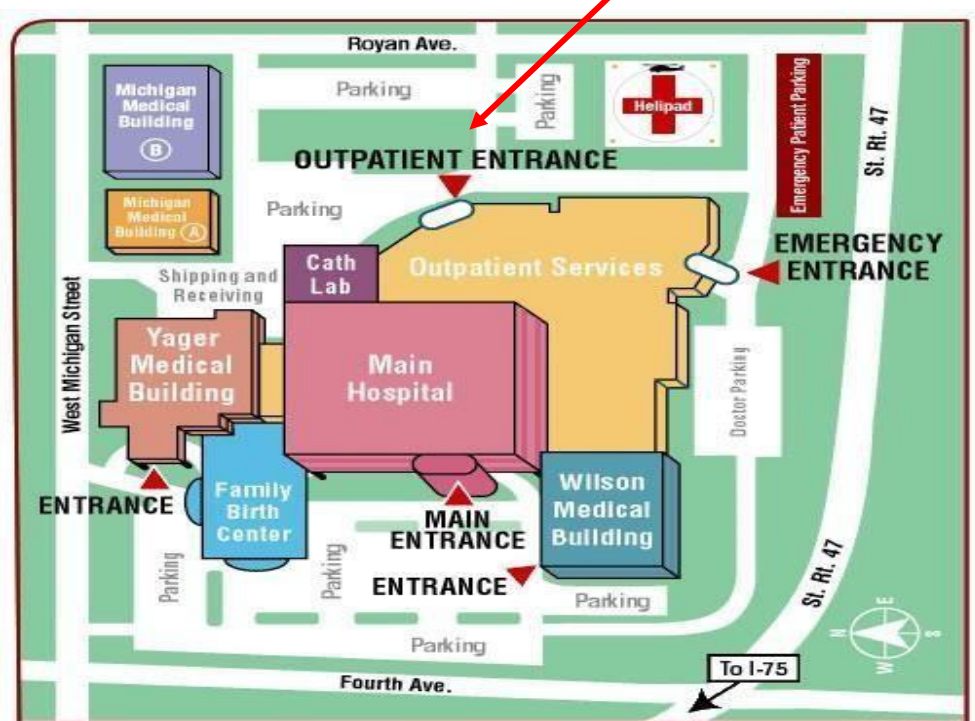 Royan Ave.
Michigan
Medical
Building
B
Parking
Parking
Helipad
Emergency Patient Parking
St. Rt. 47
OUTPATIENT ENTRANCE
Michigan
Medical
Building A
Parking
EMERGENCY
ENTRANCE
Cath
Lab
Outpatient Services
Shipping and
Receiving
West Michigan Street
Yager
Medical
Building
Main
Hospital
Doctor Parking
ENTRANCE
Family
Birth
Center
MAIN
ENTRANCE
Wilson
Medical
Building
ENTRANCE
Parking
Parking
Parking
Parking
St. Rt. 47
N
E
S
W
To I-75
Fourth Ave.